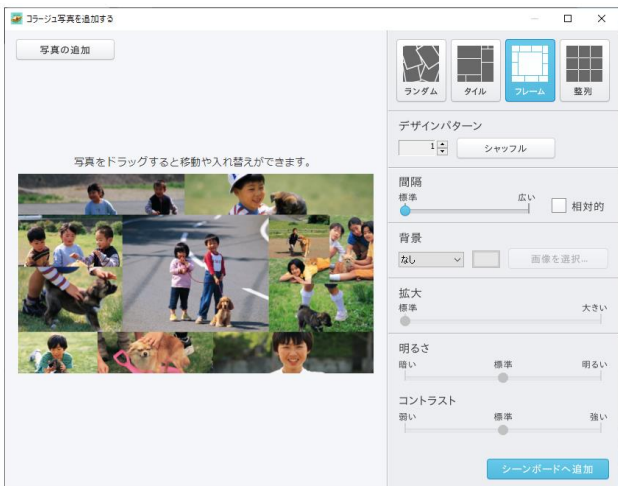 コラージュ写真を追加する
写真の追加
写真をドラッグすると移動や入れ替えができます。
ランダム
タイル
フレーム
整列
デザインパターン
1
シャッフル
間隔
標準
広い
相対的
背景
なし
画像を選択...
拡大
標準
大きい
明るさ
暗い
標準
明るい
コントラスト
弱い
標準
強い
シーンボードへ追加